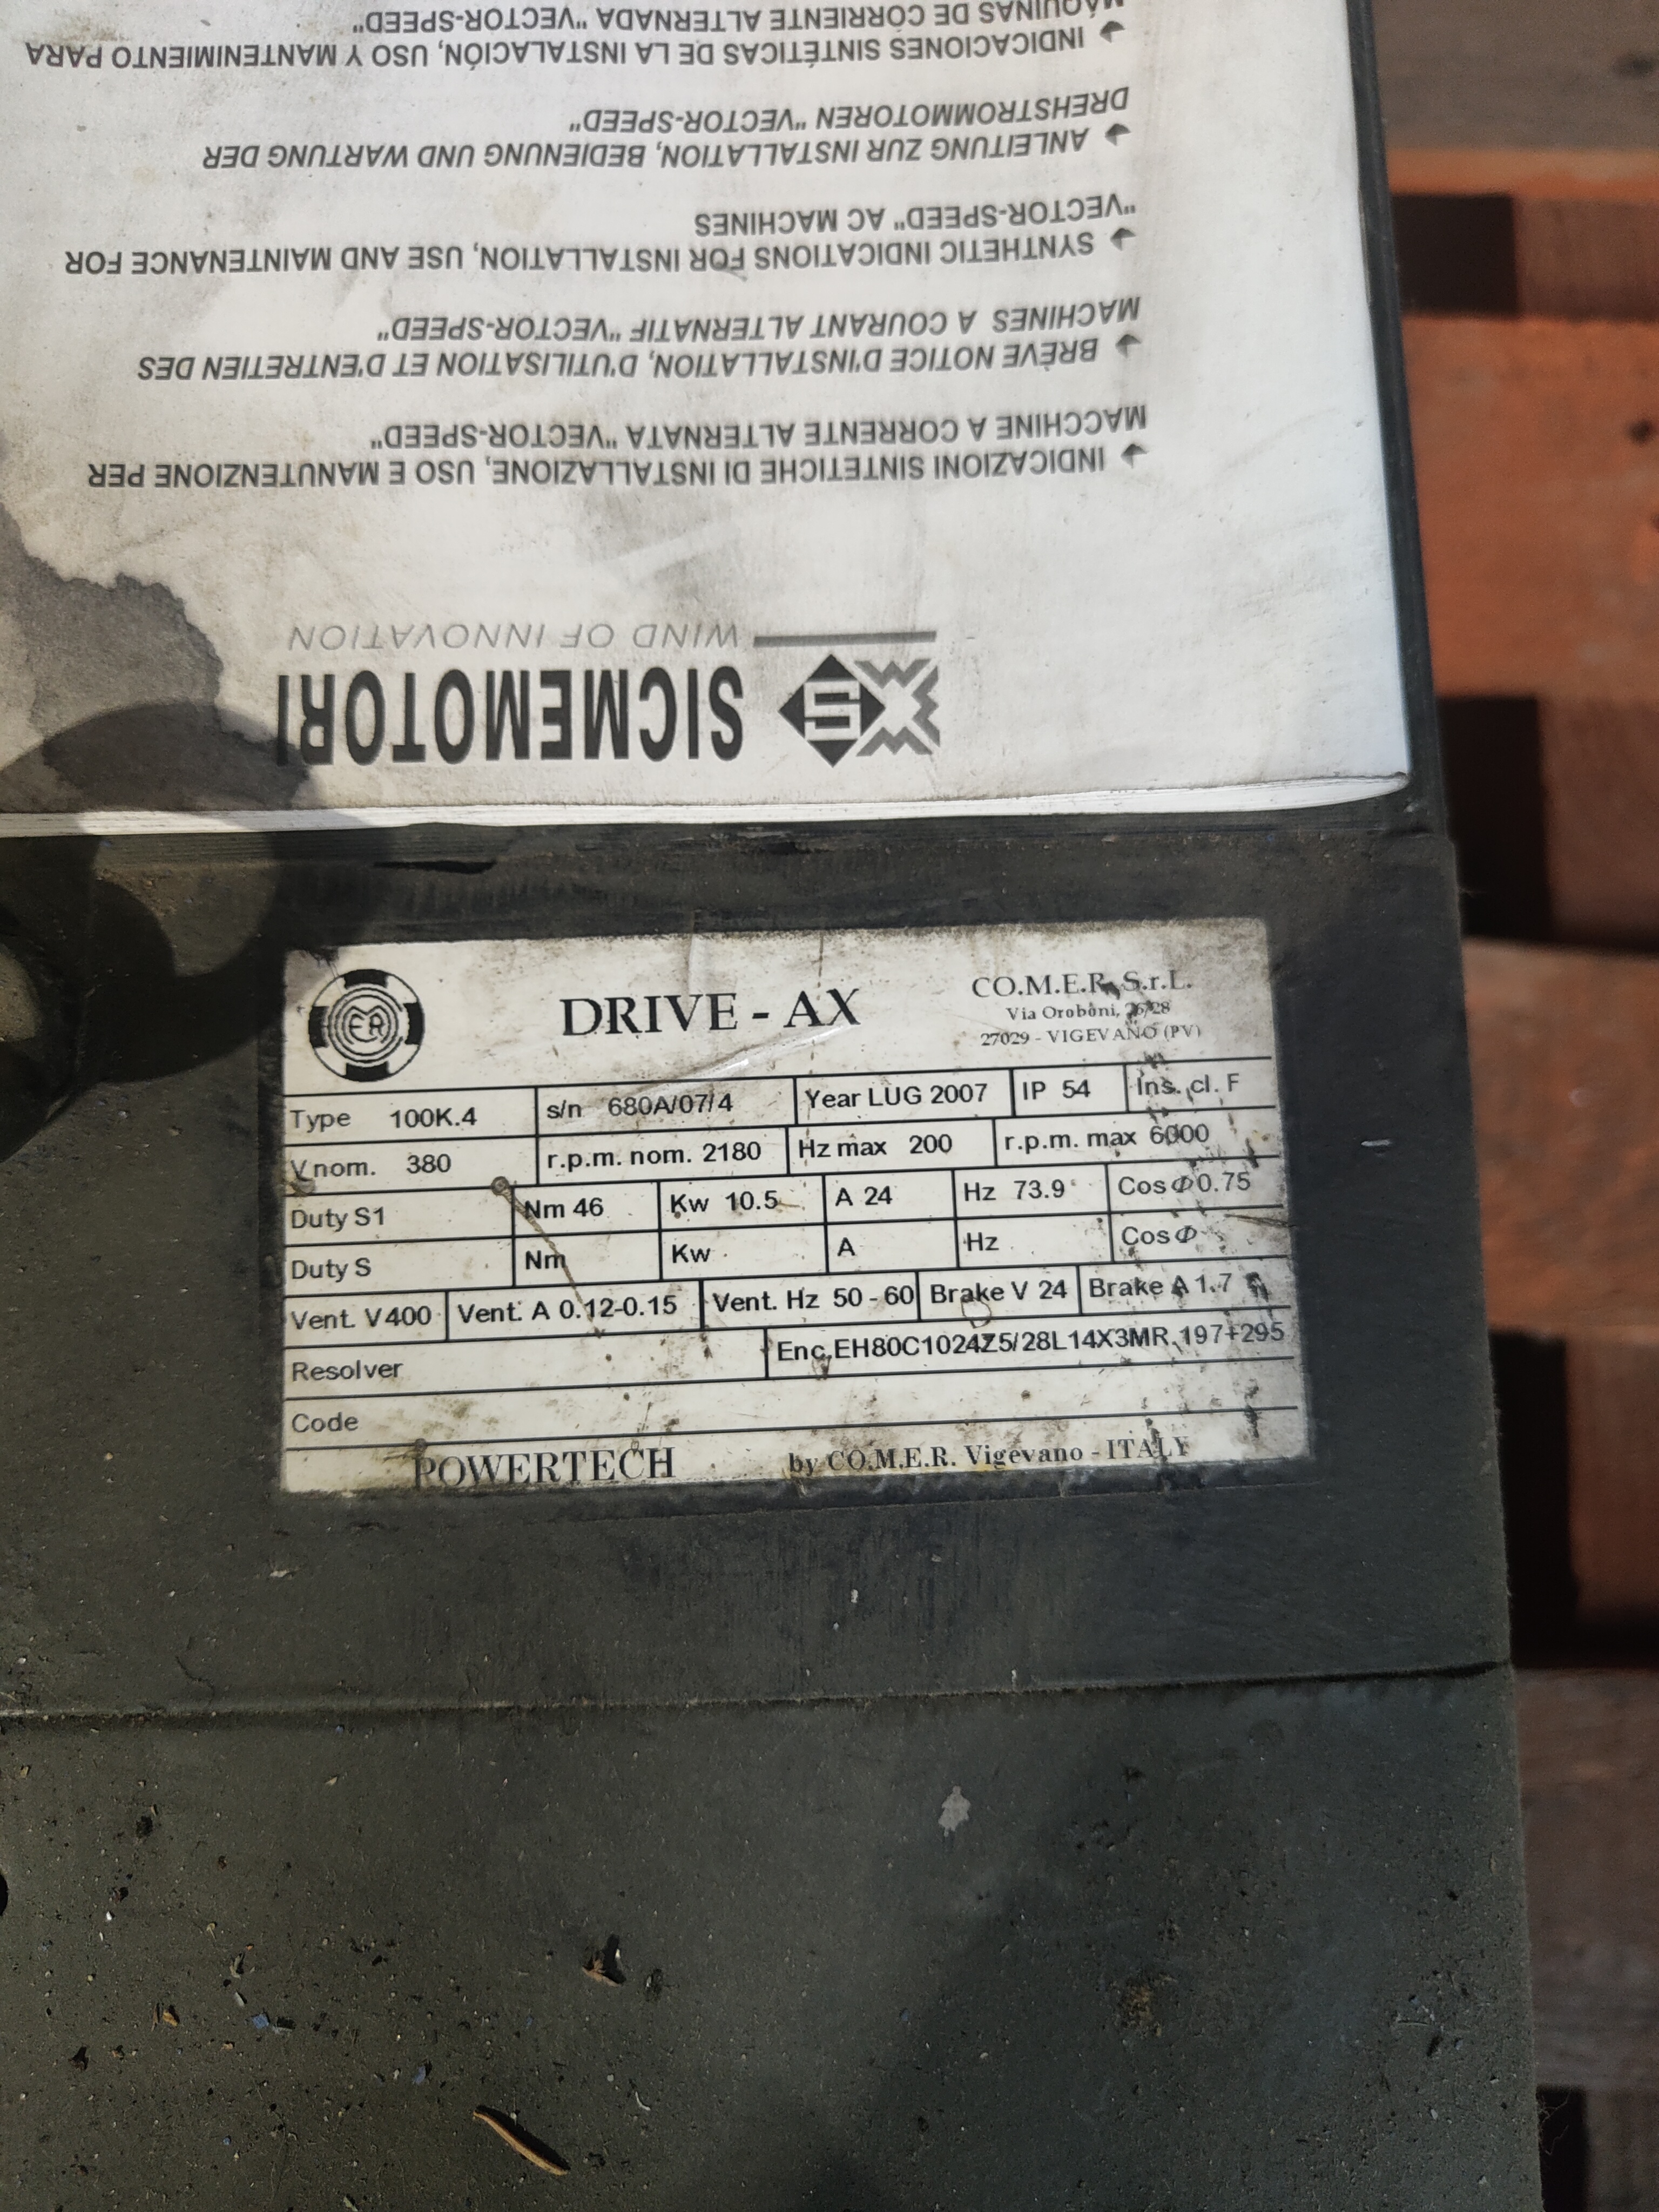 MÁQUINAS DE CORRIENTE ALTERNADA "VECTOR-SPEED"
INDICACIONES SINTÉTICAS DE LA INSTALACIÓN, USO Y MANTENIMIENTO PARA
DREHSTROMMOTOREN "VECTOR-SPEED"
ANLEITUNG ZUR INSTALLATION, BEDIENUNG UND WARTUNG DER
"VECTOR-SPEED" AC MACHINES
SYNTHETIC INDICATIONS FOR INSTALLATION, USE AND MAINTENANCE FOR
MACHINES A COURANT ALTERNATIF "VECTOR-SPEED"
BRÈVE NOTICE D'INSTALLATION, D'UTILISATION ET D'ENTRETIEN DES
MACCHINE A CORRENTE ALTERNATA "VECTOR-SPEED"
INDICAZIONI SINTETICHE DI INSTALLAZIONE, USO E MANUTENZIONE PER
WIND OF INNOVATION
SICMEMOTORI
DRIVE - AX
CO.M.E.R. S.r.L.
Via Oroboni, 26/28
27029 - VIGEVANO (PV)
Type 100K.4 s/n 680A/07/4 Year LUG 2007 IP 54 Ins. cl. F
V nom. 380 r.p.m. nom. 2180 Hz max 200 r.p.m. max 6000
Duty S1 Nm 46 Kw 10.5 A 24 Hz 73.9 Cos Φ 0.75
Duty S Nm Kw A Hz Cos Φ
Vent. V 400 Vent. A 0.12-0.15 Vent. Hz 50 - 60 Brake V 24 Brake A 1.7
Resolver Enc.EH80C1024Z5/28L14X3MR.197+295
Code
POWERTECH by CO.M.E.R. Vigevano - ITALY